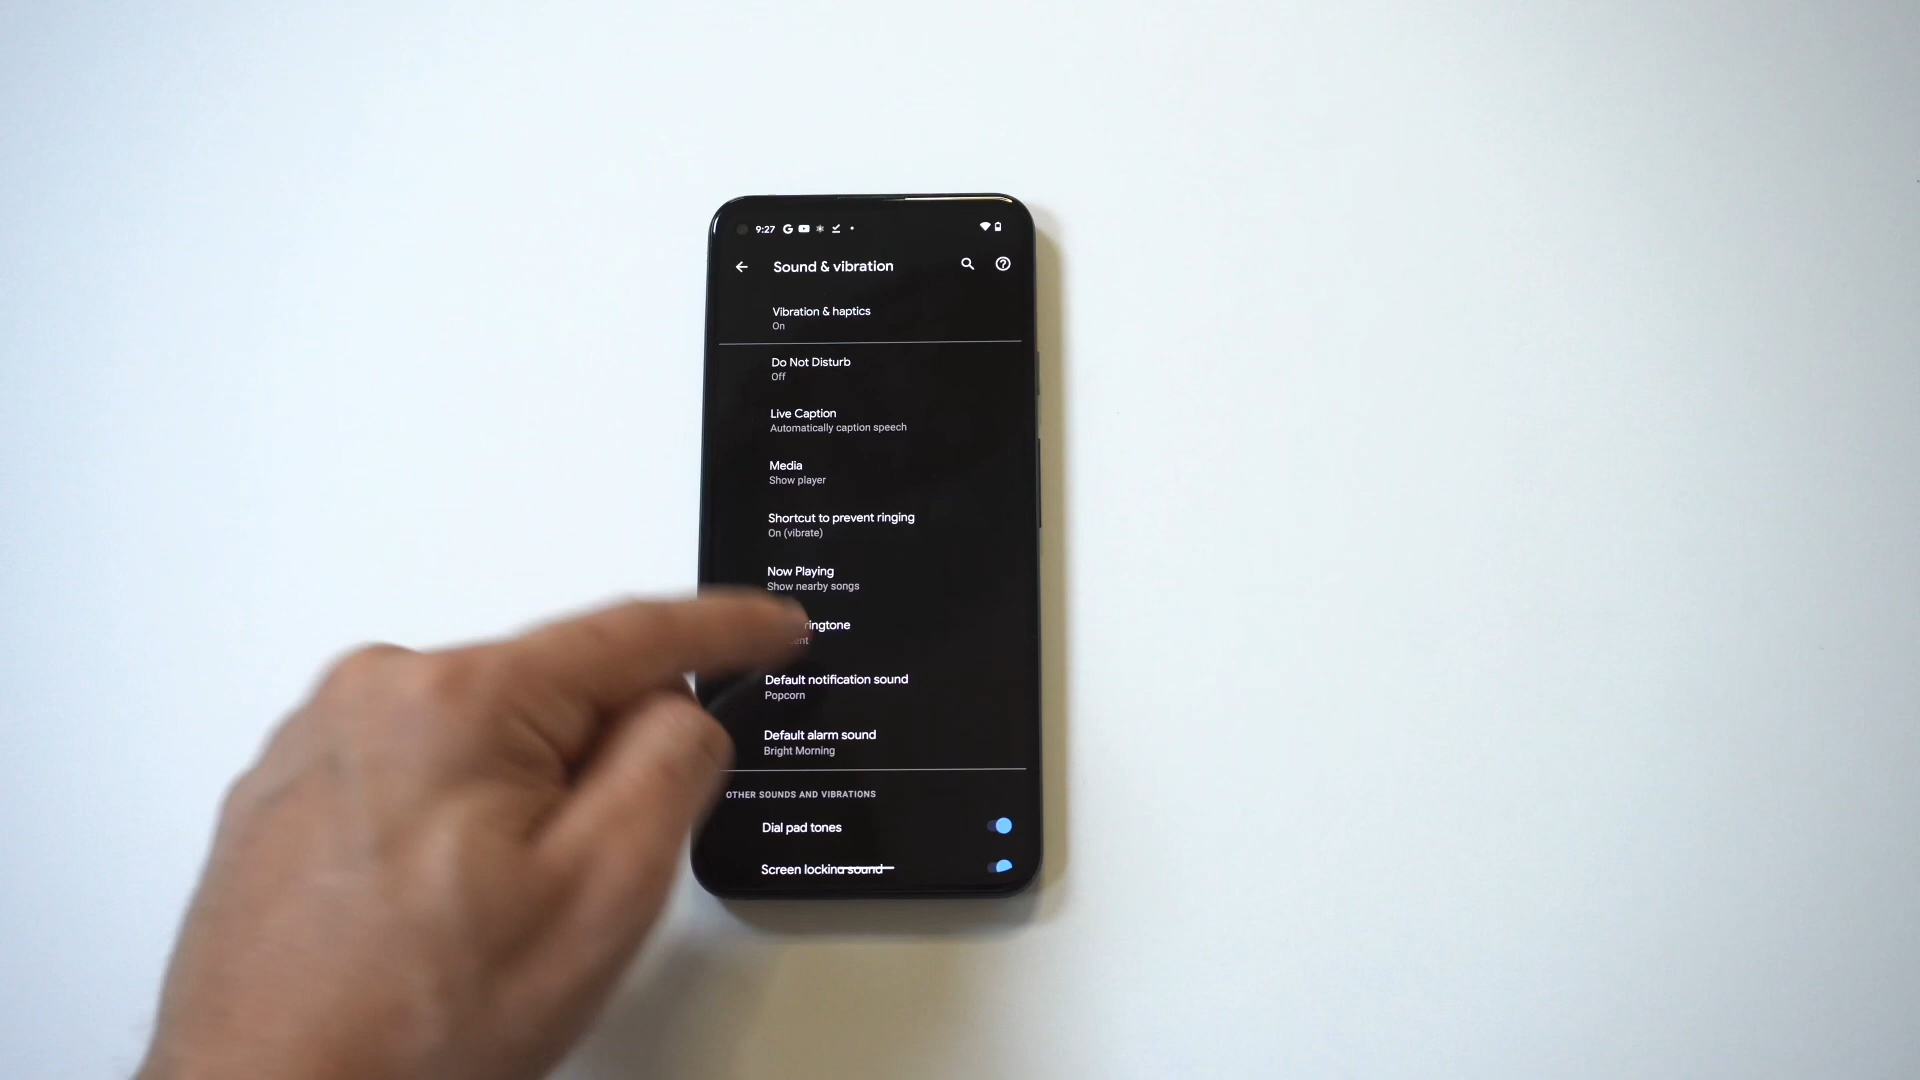 9:27
Sound & vibration
Vibration & haptics
On
Do Not Disturb
Off
Live Caption
Automatically caption speech
Media
Show player
Shortcut to prevent ringing
On (vibrate)
Now Playing
Show nearby songs
ringtone
Default notification sound
Popcorn
Default alarm sound
Bright Morning
OTHER SOUNDS AND VIBRATIONS
Dial pad tones
Screen locking sound